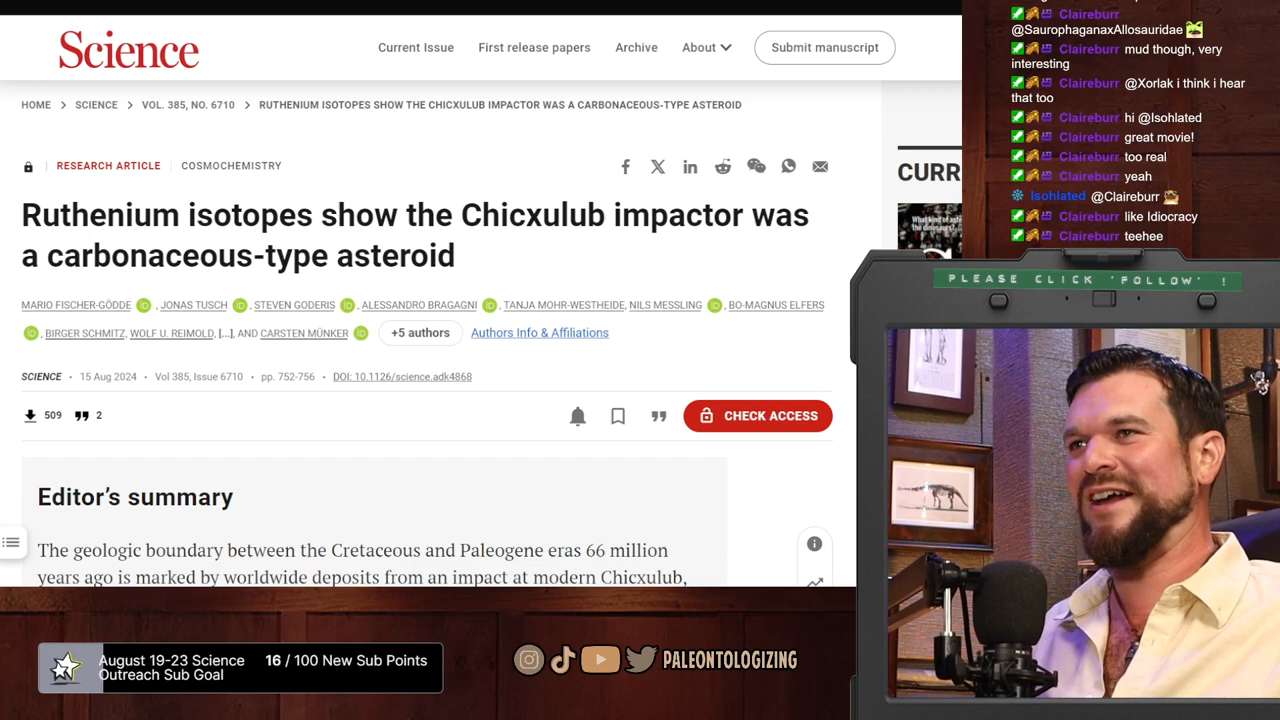 Science
Current Issue First release papers Archive About Submit manuscript
HOME > SCIENCE > VOL. 385, NO. 6710 > RUTHENIUM ISOTOPES SHOW THE CHICXULUB IMPACTOR WAS A CARBONACEOUS-TYPE ASTEROID
RESEARCH ARTICLE | COSMOCHEMISTRY
Ruthenium isotopes show the Chicxulub impactor was
a carbonaceous-type asteroid
MARIO FISCHER-GÖDDE iD , JONAS TUSCH iD , STEVEN GODERIS iD , ALESSANDRO BRAGAGNI iD , TANJA MOHR-WESTHEIDE, NILS MESSLING iD , BO-MAGNUS ELFERS
iD , BIRGER SCHMITZ, WOLF U. REIMOLD, [...], AND CARSTEN MÜNKER iD +5 authors Authors Info & Affiliations
SCIENCE • 15 Aug 2024 • Vol 385, Issue 6710 • pp. 752-756 • DOI: 10.1126/science.adk4868
509 2
CHECK ACCESS
Editor's summary
The geologic boundary between the Cretaceous and Paleogene eras 66 million
years ago is marked by worldwide deposits from an impact at modern Chicxulub,
CURR
Claireburr
@SaurophaganaxAllosauridae
Claireburr mud though, very
interesting
Claireburr @Xorlak i think i hear
that too
Claireburr hi @Isohlated
Claireburr great movie!
Claireburr too real
Claireburr yeah
Isohlated @Claireburr
Claireburr like Idiocracy
Claireburr teehee
PLEASE CLICK 'FOLLOW' !
August 19-23 Science
Outreach Sub Goal
16 / 100 New Sub Points
PALEONTOLOGIZING